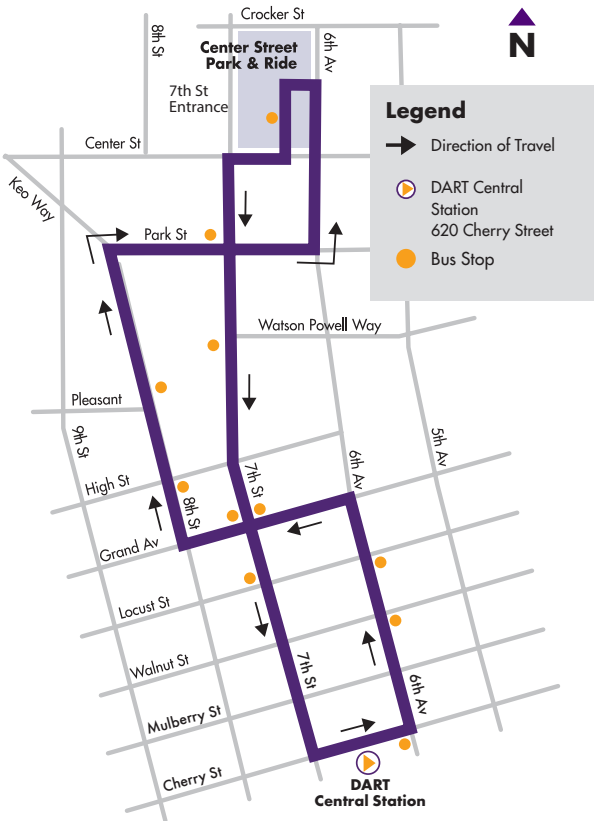 Crocker St
8th St
Center Street
Park & Ride
6th Av
N
7th St
Entrance
Legend
Direction of Travel
DART Central
Station
620 Cherry Street
Bus Stop
Center St
Keo Way
Park St
Watson Powell Way
Pleasant
9th St
High St
8th St
7th St
6th Av
5th Av
Grand Av
Locust St
Walnut St
7th St
6th Av
Mulberry St
Cherry St
DART
Central Station